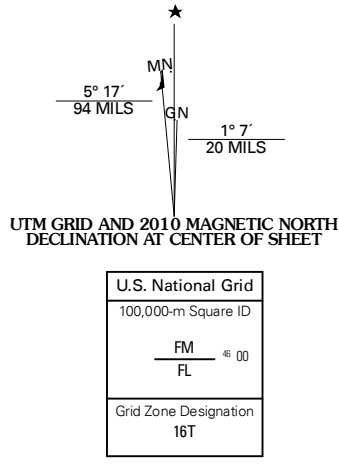 ★
MN
5° 17´
94 MILS
GN
1° 7´
20 MILS
UTM GRID AND 2010 MAGNETIC NORTH
DECLINATION AT CENTER OF SHEET
U.S. National Grid
100,000-m Square ID
FM
46 00
FL
Grid Zone Designation
16T